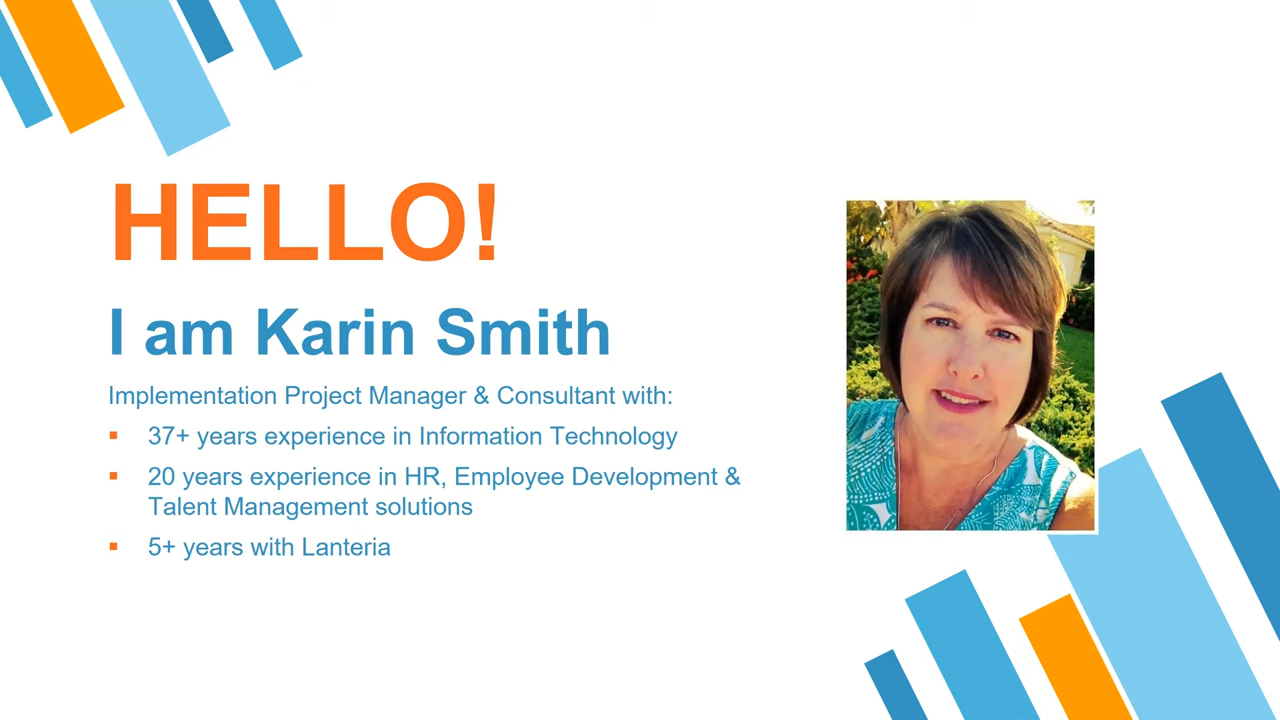 HELLO!
I am Karin Smith
Implementation Project Manager & Consultant with:
▪ 37+ years experience in Information Technology
▪ 20 years experience in HR, Employee Development &
Talent Management solutions
▪ 5+ years with Lanteria